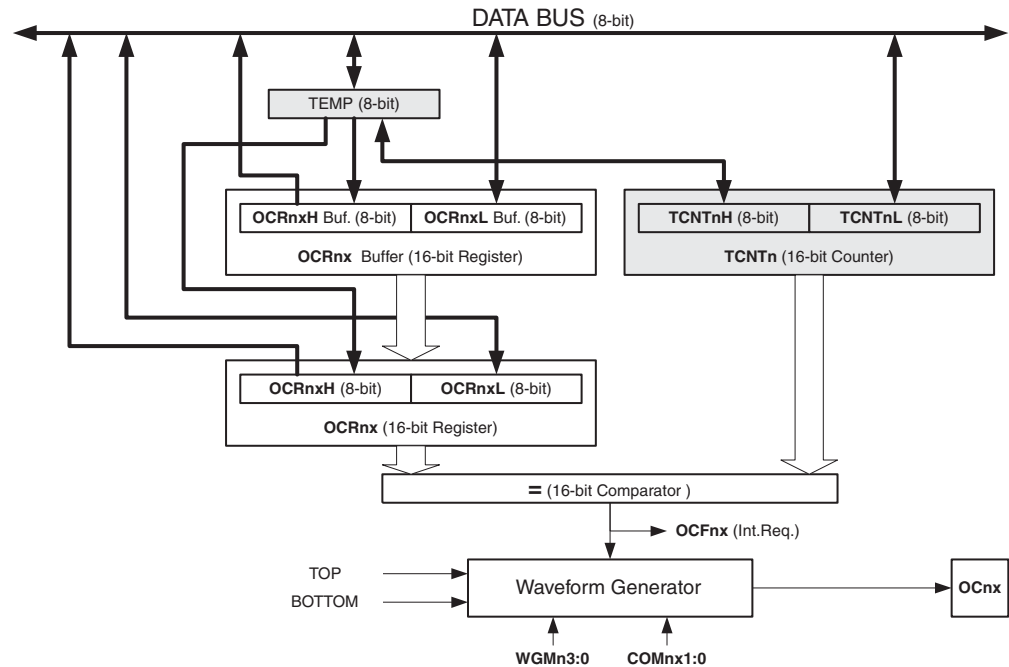 DATA BUS (8-bit)
TEMP (8-bit)
OCRnxH Buf. (8-bit) OCRnxL Buf. (8-bit)
OCRnx Buffer (16-bit Register)
TCNTnH (8-bit) TCNTnL (8-bit)
TCNTn (16-bit Counter)
OCRnxH (8-bit) OCRnxL (8-bit)
OCRnx (16-bit Register)
= (16-bit Comparator )
OCFnx (Int.Req.)
TOP
BOTTOM
Waveform Generator
OCnx
WGMn3:0 COMnx1:0